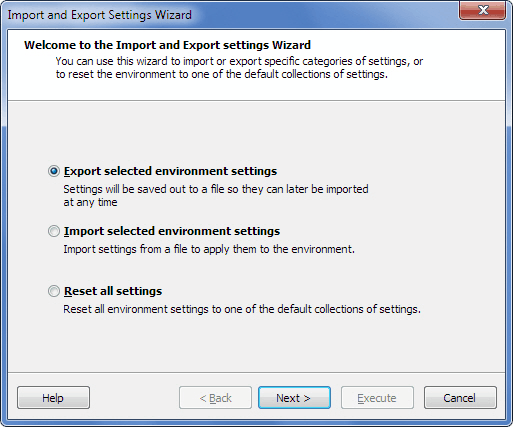 Import and Export Settings Wizard
Welcome to the Import and Export settings Wizard
You can use this wizard to import or export specific categories of settings, or
to reset the environment to one of the default collections of settings.
Export selected environment settings
Settings will be saved out to a file so they can later be imported
at any time
Import selected environment settings
Import settings from a file to apply them to the environment.
Reset all settings
Reset all environment settings to one of the default collections of settings.
Help
< Back
Next >
Execute
Cancel